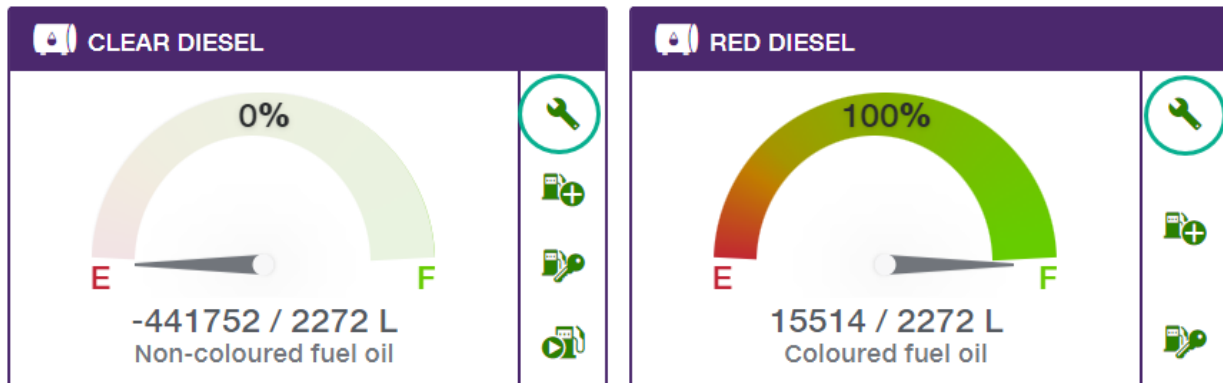 CLEAR DIESEL
0%
E
F
-441752 / 2272 L
Non-coloured fuel oil
RED DIESEL
100%
E
F
15514 / 2272 L
Coloured fuel oil